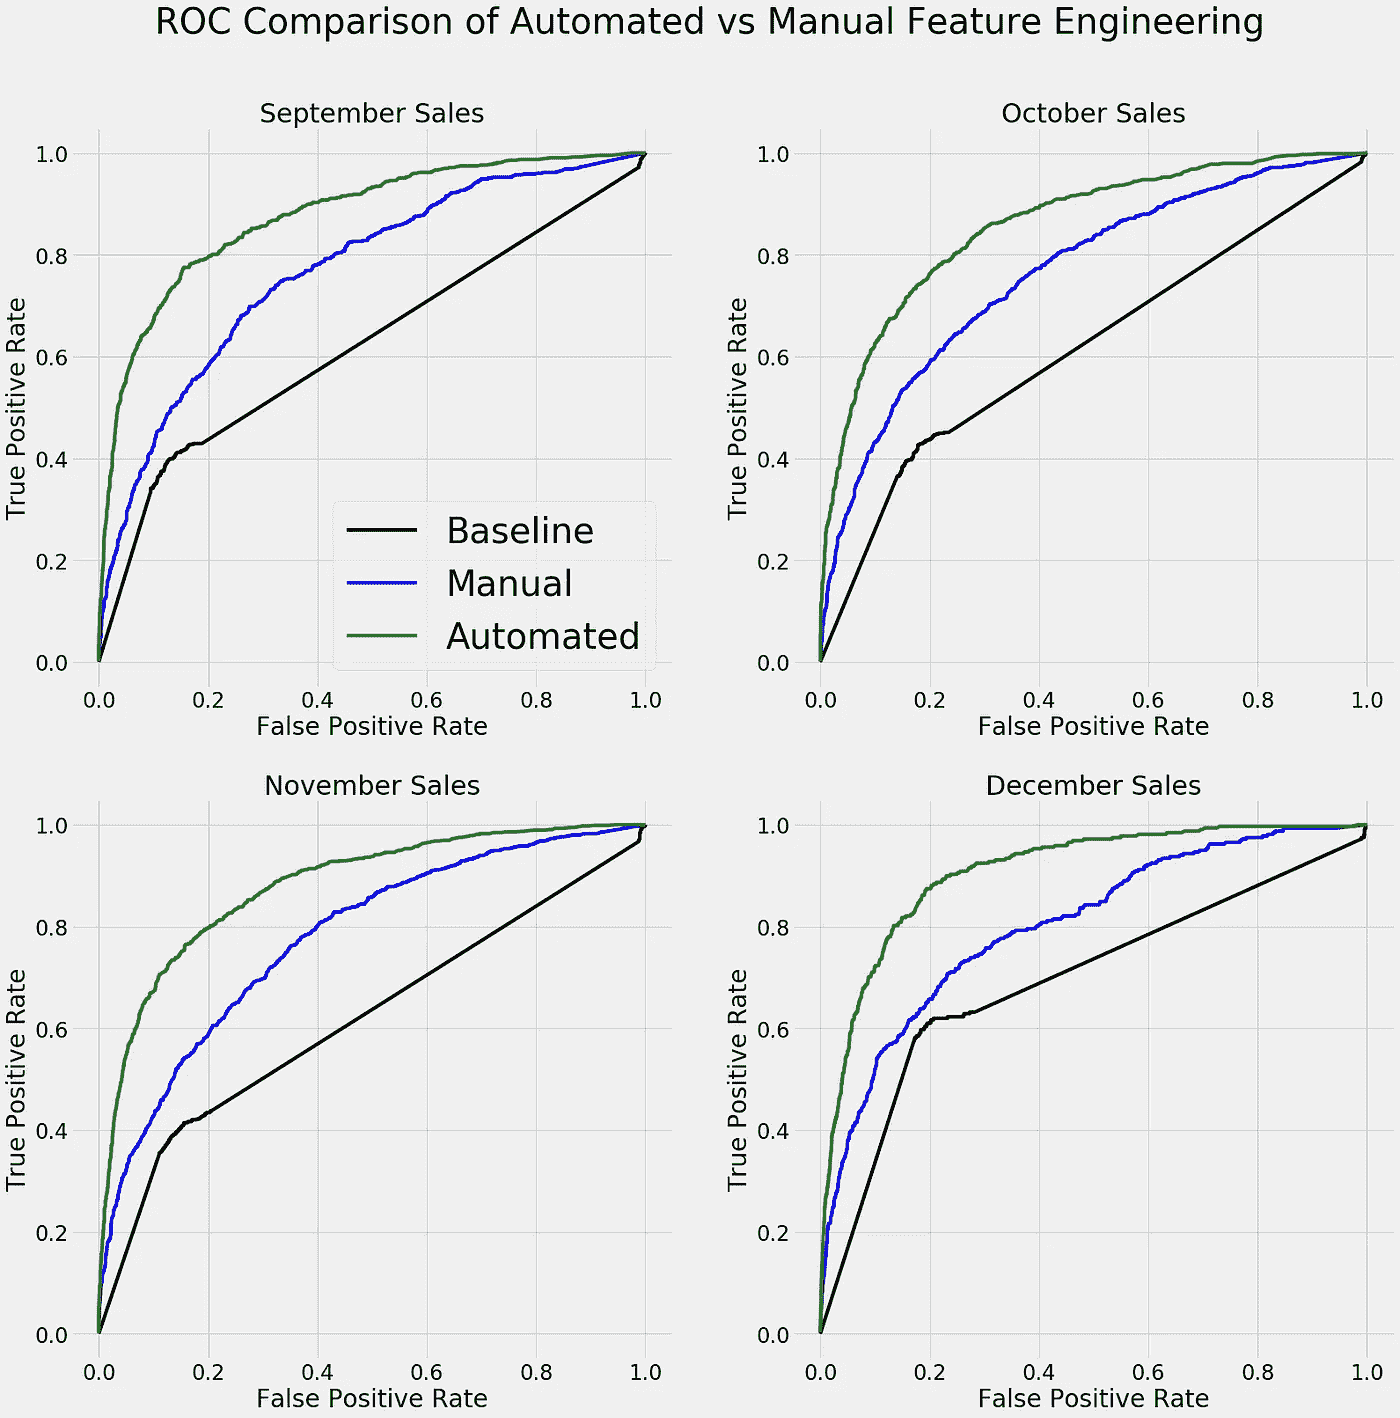 ROC Comparison of Automated vs Manual Feature Engineering
September Sales
True Positive Rate
1.0
0.8
0.6
0.4
0.2
0.0
Baseline
Manual
Automated
0.0 0.2 0.4 0.6 0.8 1.0
False Positive Rate
October Sales
True Positive Rate
1.0
0.8
0.6
0.4
0.2
0.0
0.0 0.2 0.4 0.6 0.8 1.0
False Positive Rate
November Sales
True Positive Rate
1.0
0.8
0.6
0.4
0.2
0.0
0.0 0.2 0.4 0.6 0.8 1.0
False Positive Rate
December Sales
True Positive Rate
1.0
0.8
0.6
0.4
0.2
0.0
0.0 0.2 0.4 0.6 0.8 1.0
False Positive Rate